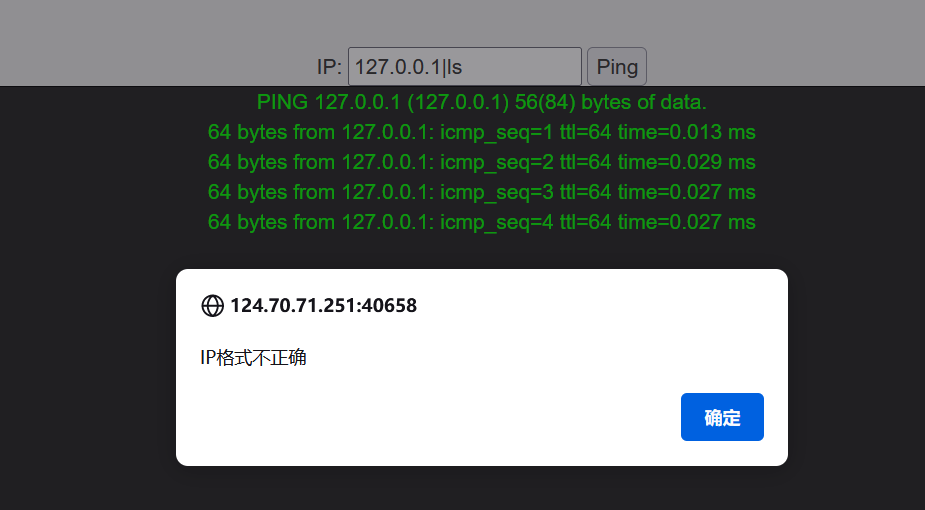 IP: 127.0.0.1|ls Ping
PING 127.0.0.1 (127.0.0.1) 56(84) bytes of data.
64 bytes from 127.0.0.1: icmp_seq=1 ttl=64 time=0.013 ms
64 bytes from 127.0.0.1: icmp_seq=2 ttl=64 time=0.029 ms
64 bytes from 127.0.0.1: icmp_seq=3 ttl=64 time=0.027 ms
64 bytes from 127.0.0.1: icmp_seq=4 ttl=64 time=0.027 ms
124.70.71.251:40658
IP格式不正确
确定